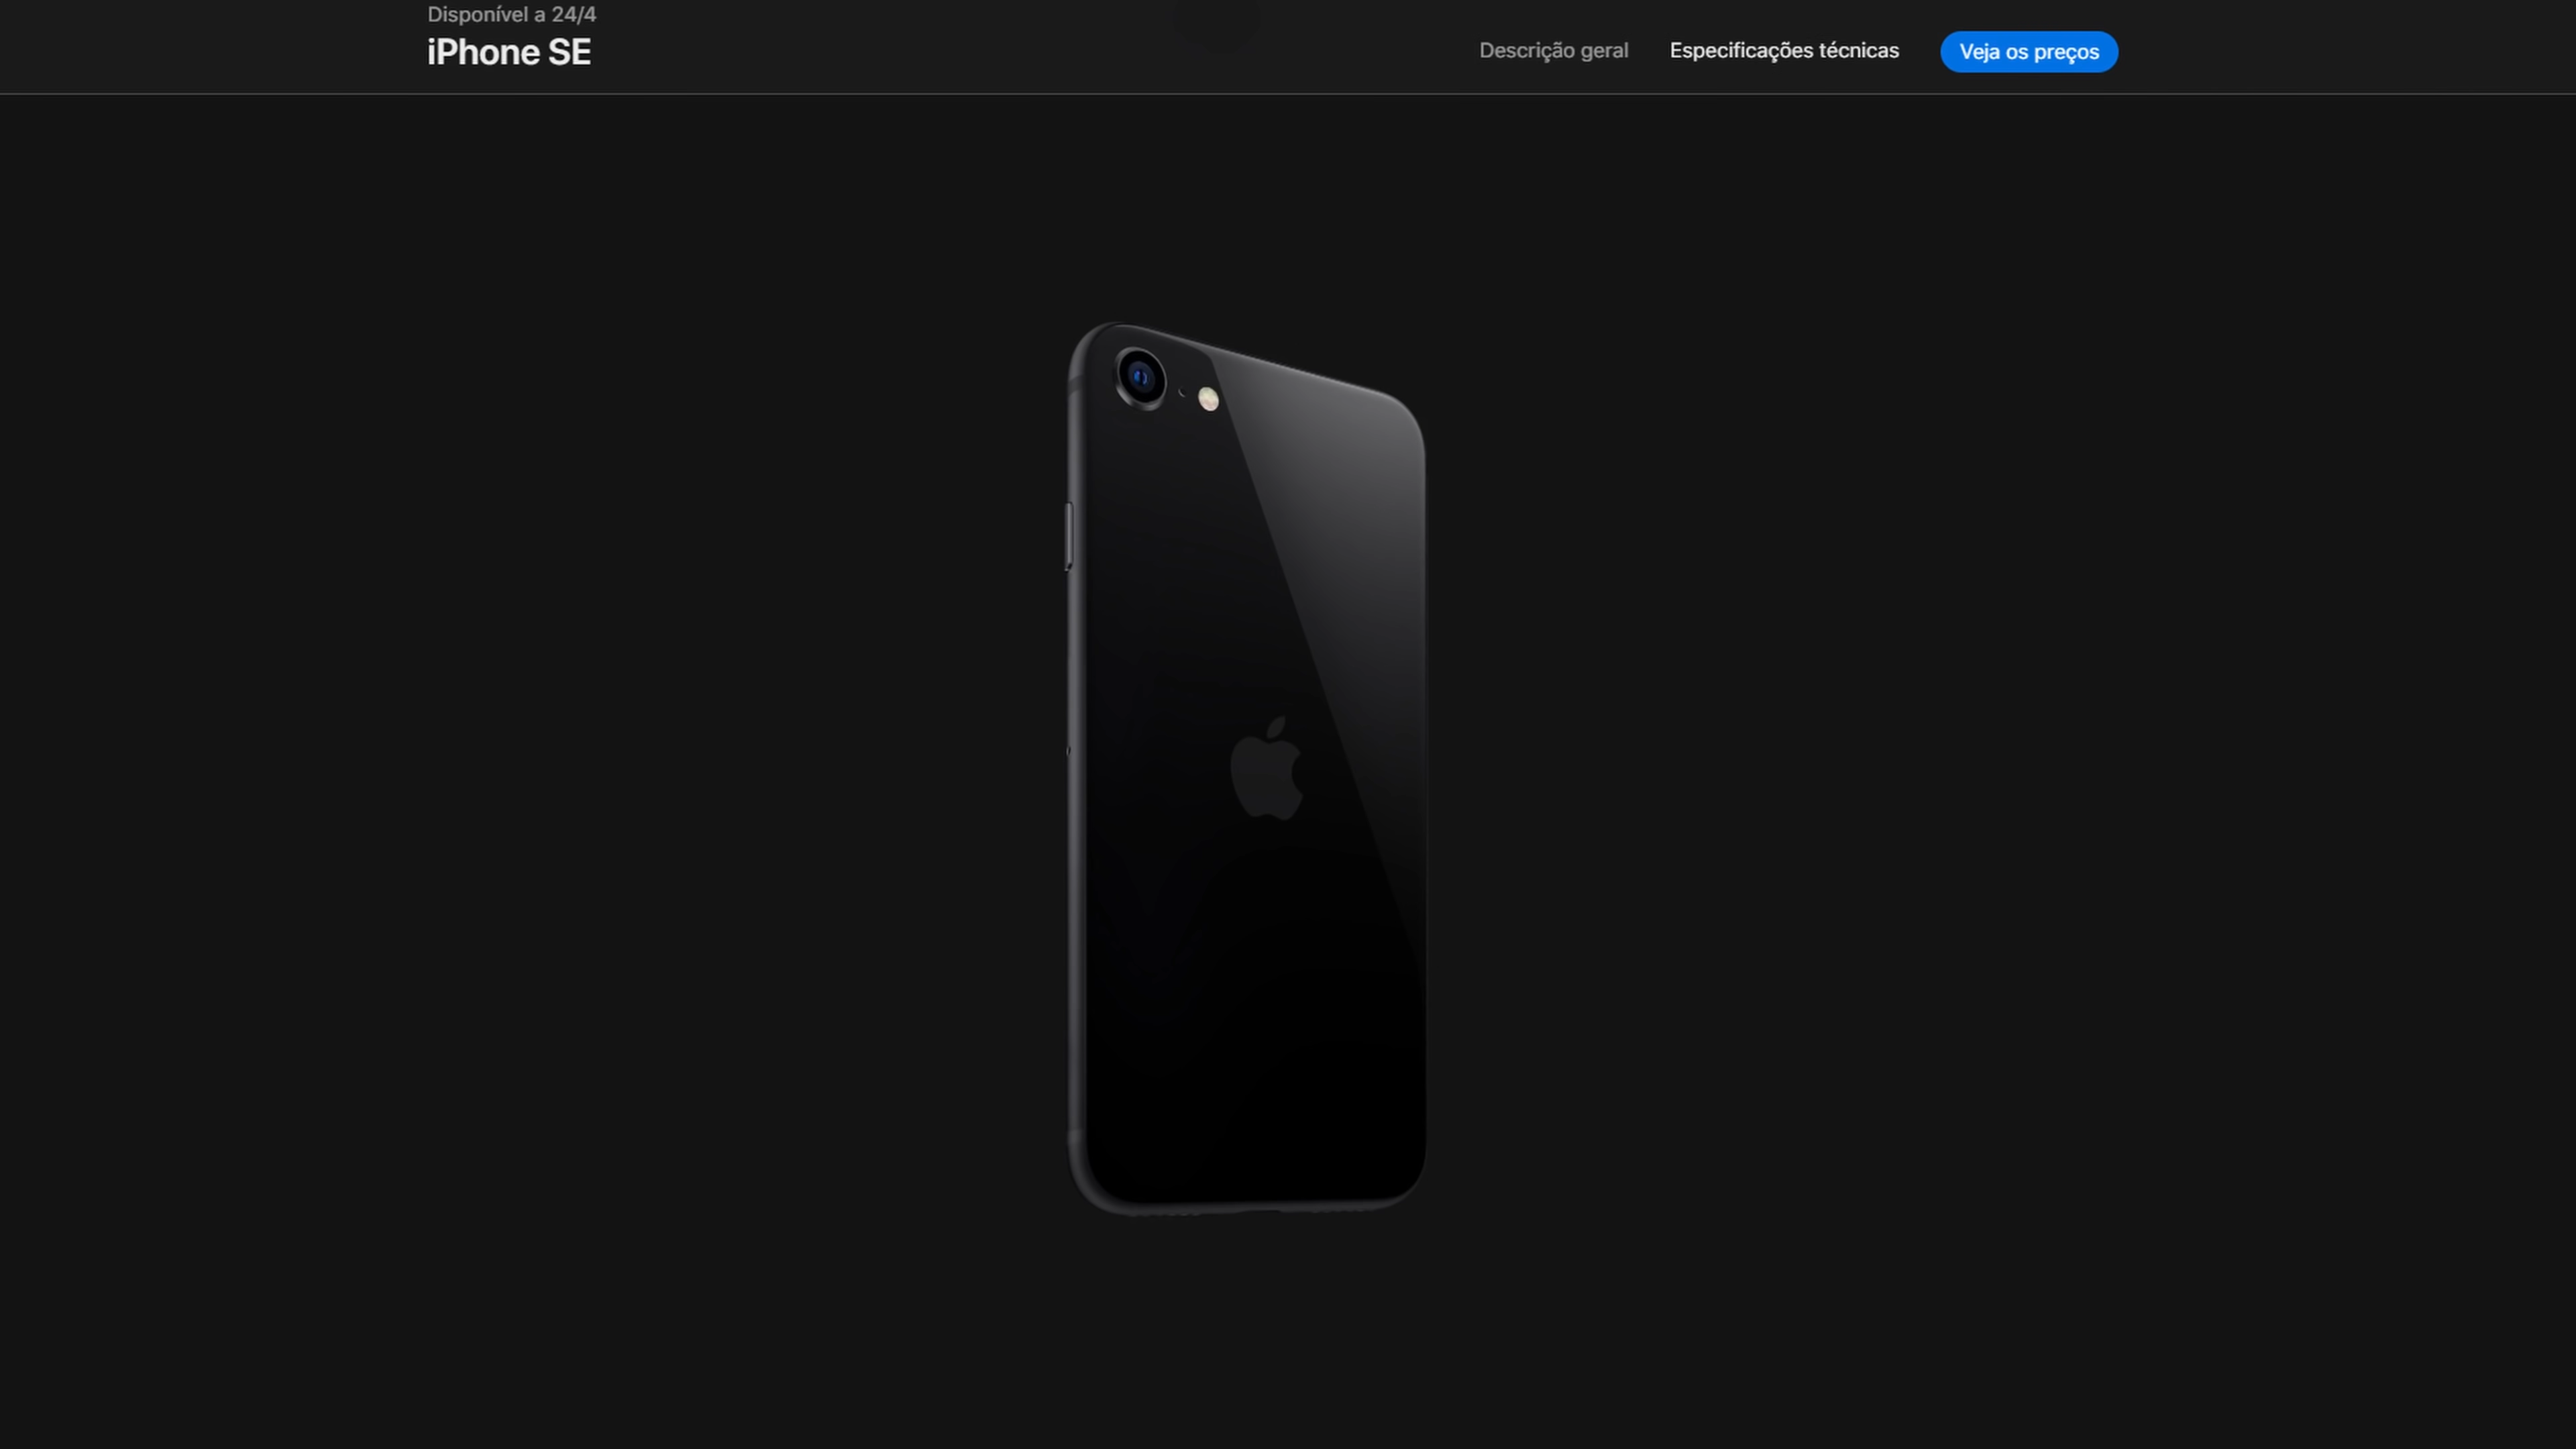 Disponível a 24/4
iPhone SE
Descrição geral
Especificações técnicas
Veja os preços